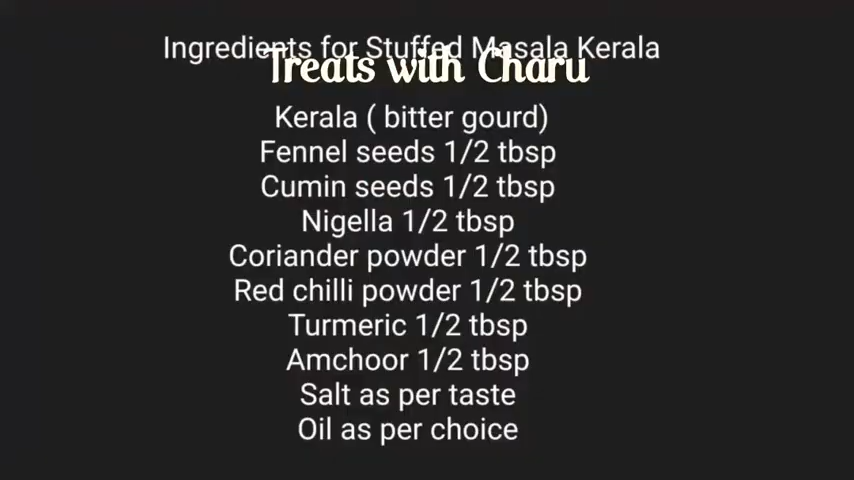 Ingredients for Stuffed Masala Kerala
Treats with Charu
Kerala ( bitter gourd)
Fennel seeds 1/2 tbsp
Cumin seeds 1/2 tbsp
Nigella 1/2 tbsp
Coriander powder 1/2 tbsp
Red chilli powder 1/2 tbsp
Turmeric 1/2 tbsp
Amchoor 1/2 tbsp
Salt as per taste
Oil as per choice